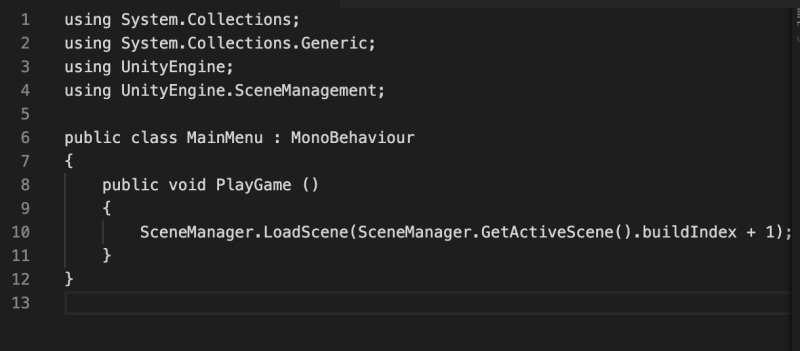 1 using System.Collections;
2 using System.Collections.Generic;
3 using UnityEngine;
4 using UnityEngine.SceneManagement;
5
6 public class MainMenu : MonoBehaviour
7 {
8     public void PlayGame ()
9     {
10         SceneManager.LoadScene(SceneManager.GetActiveScene().buildIndex + 1);
11     }
12 }
13